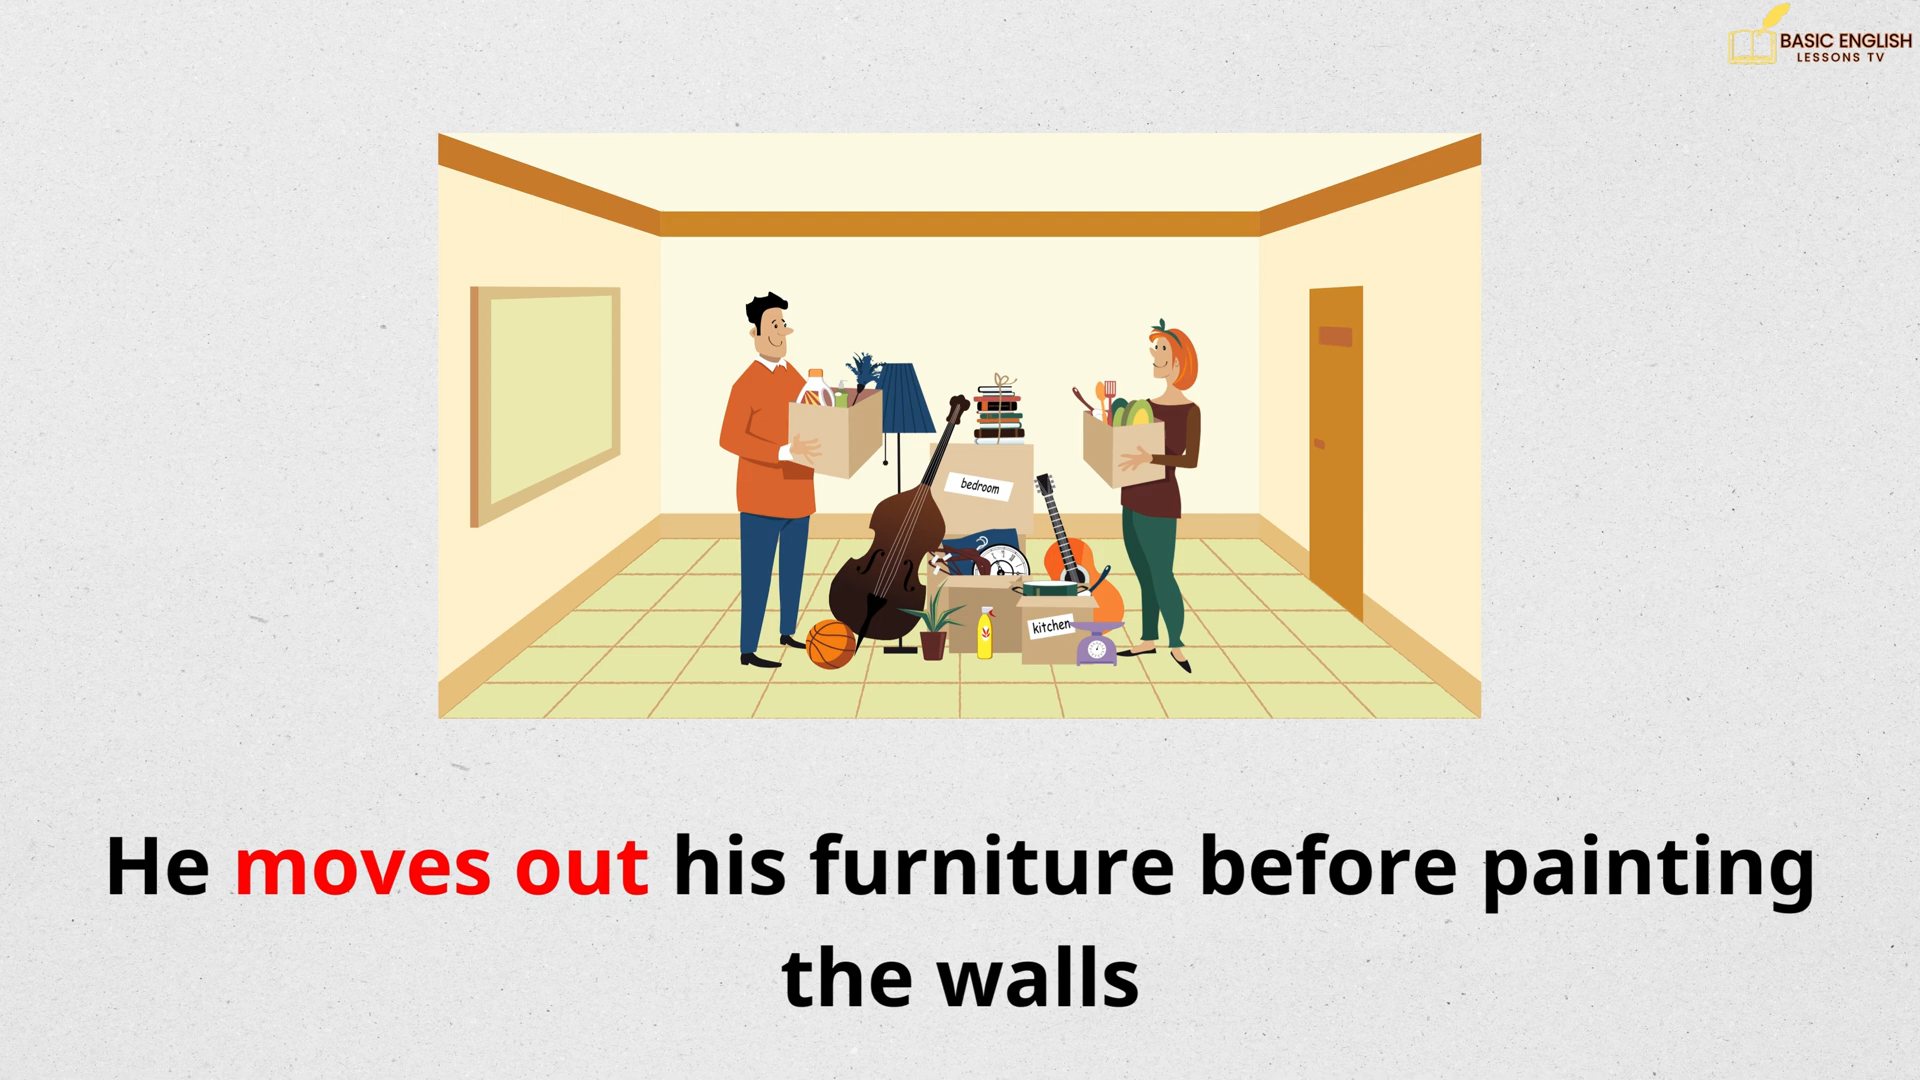 BASIC ENGLISH
LESSONS TV
bedroom
kitchen
He moves out his furniture before painting
the walls